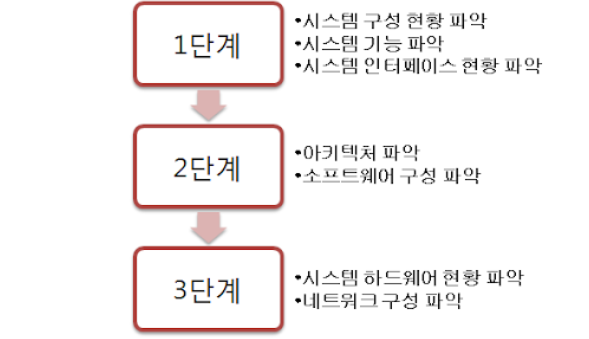 1단계
•시스템 구성 현황 파악
•시스템 기능 파악
•시스템 인터페이스 현황 파악
2단계
•아키텍처 파악
•소프트웨어 구성 파악
3단계
•시스템 하드웨어 현황 파악
•네트워크 구성 파악